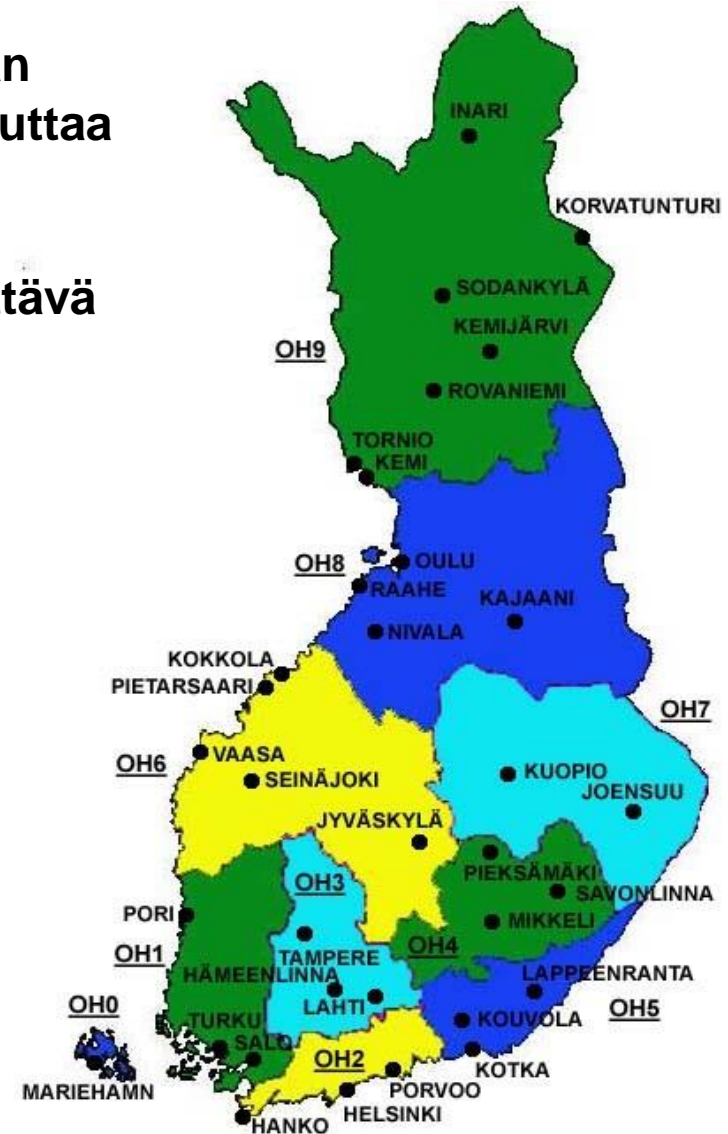 an
uttaa
ttävä
INARI
KORVATUNTURI
SODANKYLÄ
KEMIJÄRVI
OH9
ROVANIEMI
TORNIO
KEMI
OH8
OULU
RAAHE
KAJAANI
NIVALA
KOKKOLA
PIETARSAARI
OH7
OH6
VAASA
SEINÄJOKI
KUOPIO
JOENSUU
JYVÄSKYLÄ
PIEKSÄMÄKI
OH3
SAVONLINNA
PORI
MIKKELI
OH1
TAMPERE
OH4
HÄMEENLINNA
LAPPEENRANTA
OH0
LAHTI
OH5
TURKU
KOUVOLA
SALO
OH2
KOTKA
MARIEHAMN
PORVOO
HELSINKI
HANKO